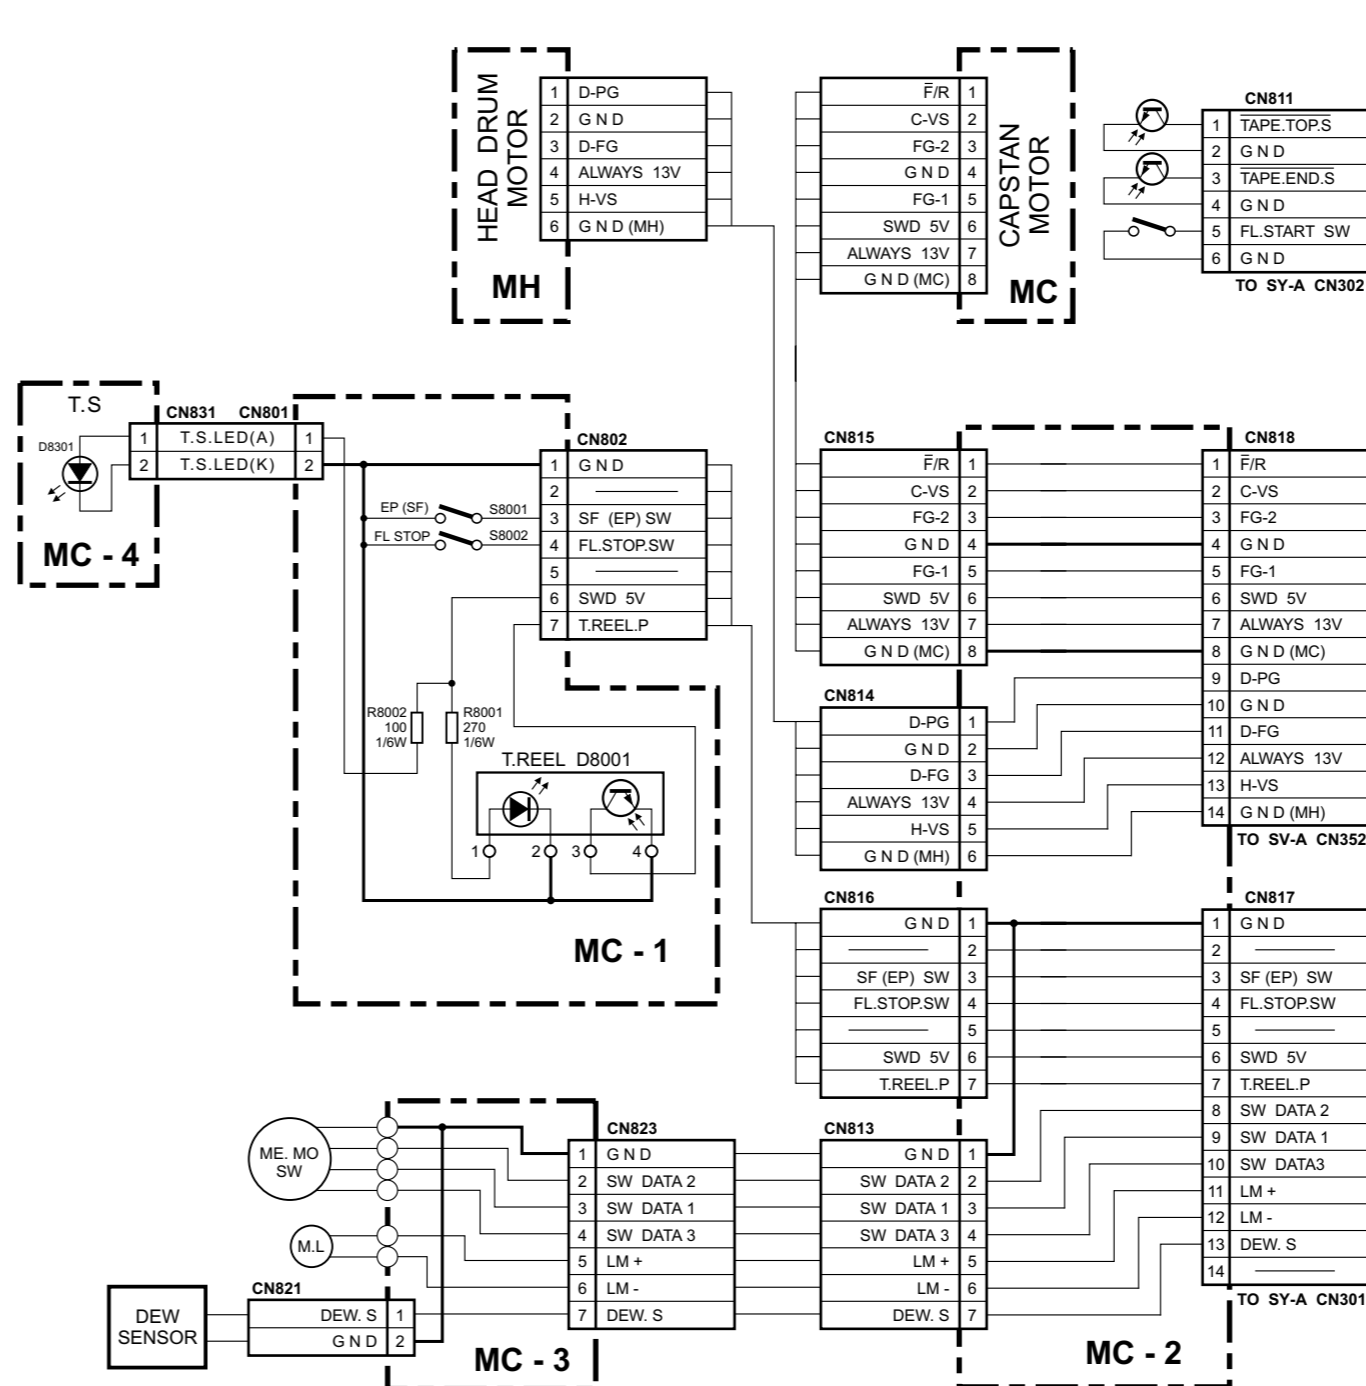 HEAD DRUM
MOTOR
MH
1 D-PG
2 G N D
3 D-FG
4 ALWAYS 13V
5 H-VS
6 G N D (MH)
F̅/R 1
C-VS 2
FG-2 3
G N D 4
FG-1 5
SWD 5V 6
ALWAYS 13V 7
G N D (MC) 8
CAPSTAN
MOTOR
MC
CN811
1 TAPE.TOP.S
2 G N D
3 TAPE.END.S
4 G N D
5 FL.START SW
6 G N D
TO SY-A CN302
T.S
D8301
MC - 4
CN831 CN801
1 T.S.LED(A) 1
2 T.S.LED(K) 2
CN802
1 G N D
2
3 SF (EP) SW
4 FL.STOP.SW
5
6 SWD 5V
7 T.REEL.P
EP (SF) S8001
FL STOP S8002
R8002
100
1/6W
R8001
270
1/6W
T.REEL D8001
1 2 3 4
MC - 1
CN815
F̅/R 1
C-VS 2
FG-2 3
G N D 4
FG-1 5
SWD 5V 6
ALWAYS 13V 7
G N D (MC) 8
CN814
D-PG 1
G N D 2
D-FG 3
ALWAYS 13V 4
H-VS 5
G N D (MH) 6
CN818
1 F̅/R
2 C-VS
3 FG-2
4 G N D
5 FG-1
6 SWD 5V
7 ALWAYS 13V
8 G N D (MC)
9 D-PG
10 G N D
11 D-FG
12 ALWAYS 13V
13 H-VS
14 G N D (MH)
TO SV-A CN352
CN816
G N D 1
2
SF (EP) SW 3
FL.STOP.SW 4
5
SWD 5V 6
T.REEL.P 7
CN817
1 G N D
2
3 SF (EP) SW
4 FL.STOP.SW
5
6 SWD 5V
7 T.REEL.P
8 SW DATA 2
9 SW DATA 1
10 SW DATA3
11 LM +
12 LM -
13 DEW. S
14
TO SY-A CN301
ME. MO
SW
M.L
DEW
SENSOR
CN821
DEW. S 1
G N D 2
MC - 3
CN823
1 G N D
2 SW DATA 2
3 SW DATA 1
4 SW DATA 3
5 LM +
6 LM -
7 DEW. S
CN813
G N D 1
SW DATA 2 2
SW DATA 1 3
SW DATA 3 4
LM + 5
LM - 6
DEW. S 7
MC - 2